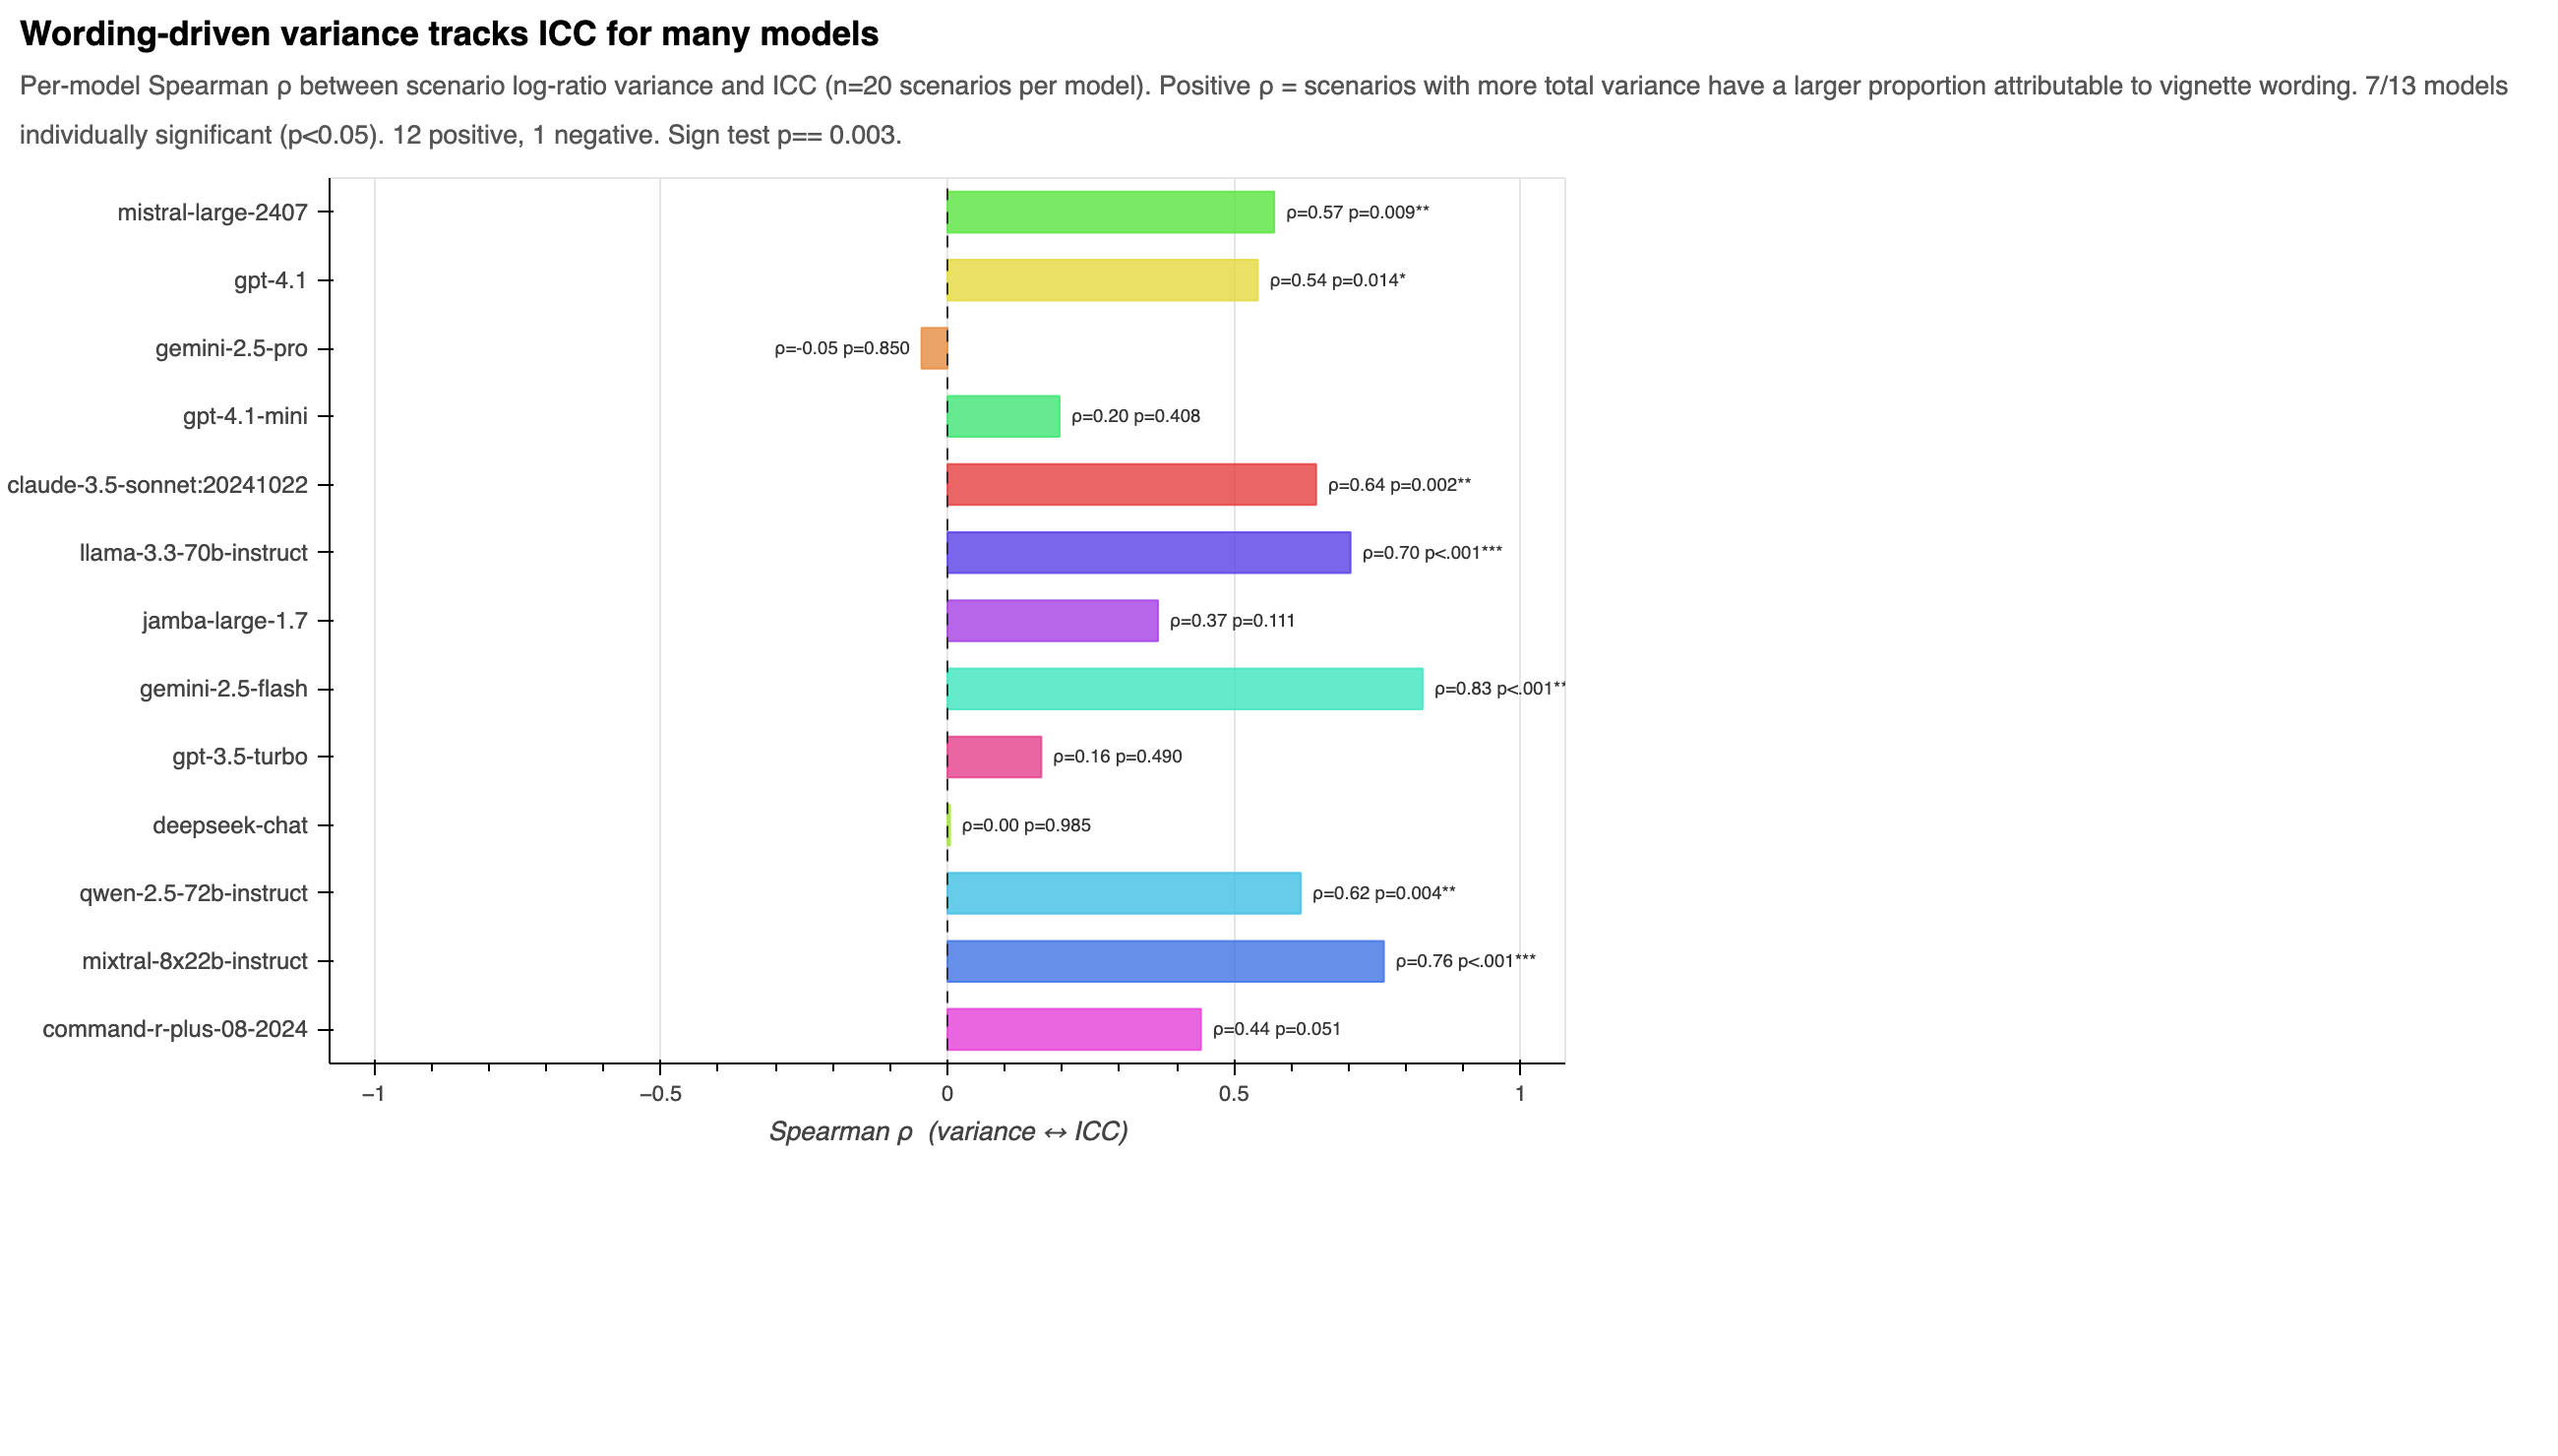 Wording-driven variance tracks ICC for many models
Per-model Spearman ρ between scenario log-ratio variance and ICC (n=20 scenarios per model). Positive ρ = scenarios with more total variance have a larger proportion attributable to vignette wording. 7/13 models
individually significant (p<0.05). 12 positive, 1 negative. Sign test p== 0.003.
mistral-large-2407 ρ=0.57 p=0.009**
gpt-4.1 ρ=0.54 p=0.014*
gemini-2.5-pro ρ=-0.05 p=0.850
gpt-4.1-mini ρ=0.20 p=0.408
claude-3.5-sonnet:20241022 ρ=0.64 p=0.002**
llama-3.3-70b-instruct ρ=0.70 p<.001***
jamba-large-1.7 ρ=0.37 p=0.111
gemini-2.5-flash ρ=0.83 p<.001**
gpt-3.5-turbo ρ=0.16 p=0.490
deepseek-chat ρ=0.00 p=0.985
qwen-2.5-72b-instruct ρ=0.62 p=0.004**
mixtral-8x22b-instruct ρ=0.76 p<.001***
command-r-plus-08-2024 ρ=0.44 p=0.051
−1 −0.5 0 0.5 1
Spearman ρ (variance ↔ ICC)